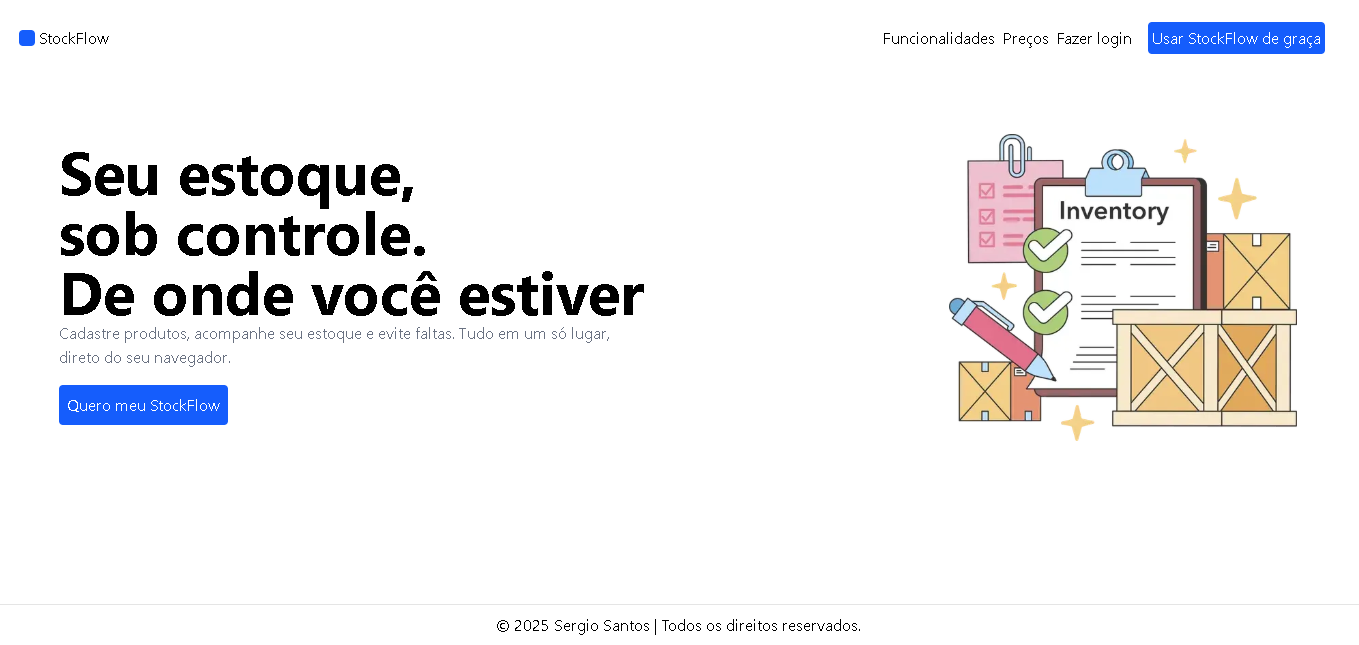 StockFlow
Funcionalidades Preços Fazer login Usar StockFlow de graça
Seu estoque,
sob controle.
De onde você estiver
Cadastre produtos, acompanhe seu estoque e evite faltas. Tudo em um só lugar,
direto do seu navegador.
Quero meu StockFlow
Inventory
© 2025 Sergio Santos | Todos os direitos reservados.